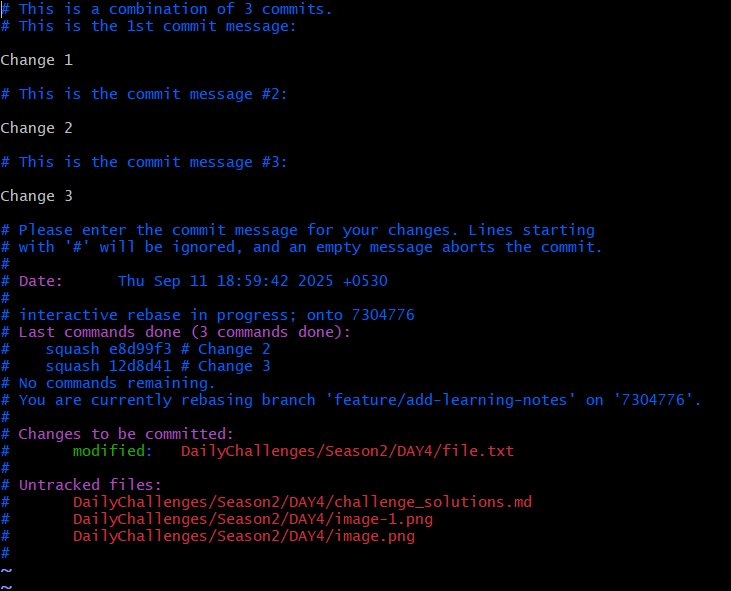 # This is a combination of 3 commits.
# This is the 1st commit message:

Change 1

# This is the commit message #2:

Change 2

# This is the commit message #3:

Change 3

# Please enter the commit message for your changes. Lines starting
# with '#' will be ignored, and an empty message aborts the commit.
#
# Date:      Thu Sep 11 18:59:42 2025 +0530
#
# interactive rebase in progress; onto 7304776
# Last commands done (3 commands done):
#    squash e8d99f3 # Change 2
#    squash 12d8d41 # Change 3
# No commands remaining.
# You are currently rebasing branch 'feature/add-learning-notes' on '7304776'.
#
# Changes to be committed:
#       modified:   DailyChallenges/Season2/DAY4/file.txt
#
# Untracked files:
#       DailyChallenges/Season2/DAY4/challenge_solutions.md
#       DailyChallenges/Season2/DAY4/image-1.png
#       DailyChallenges/Season2/DAY4/image.png
#
~
~